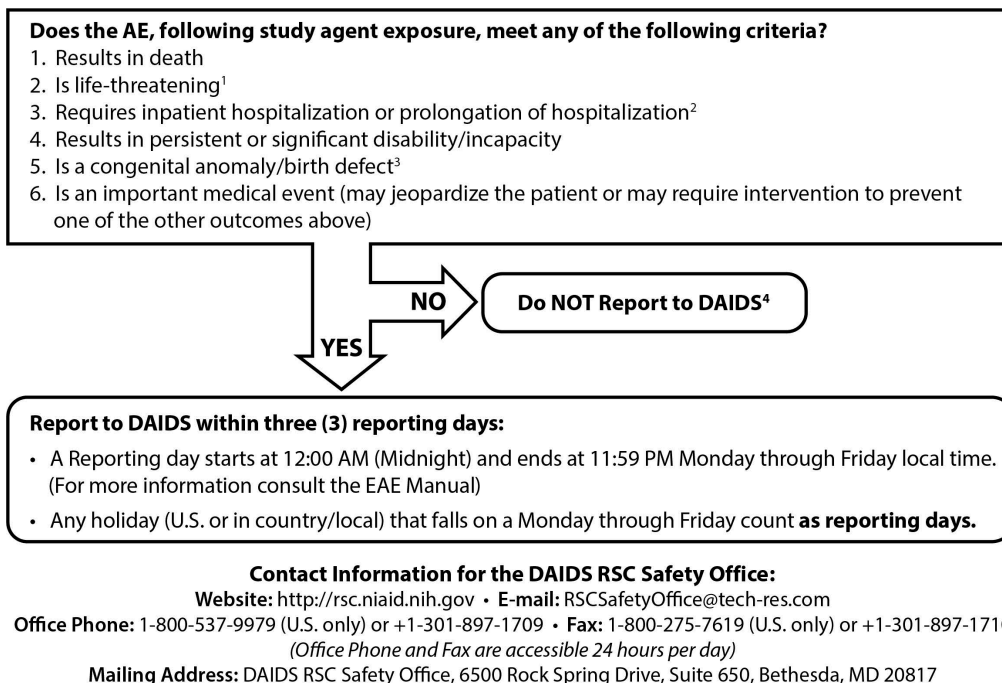 Does the AE, following study agent exposure, meet any of the following criteria?
1. Results in death
2. Is life-threatening¹
3. Requires inpatient hospitalization or prolongation of hospitalization²
4. Results in persistent or significant disability/incapacity
5. Is a congenital anomaly/birth defect³
6. Is an important medical event (may jeopardize the patient or may require intervention to prevent
one of the other outcomes above)
NO
Do NOT Report to DAIDS⁴
YES
Report to DAIDS within three (3) reporting days:
• A Reporting day starts at 12:00 AM (Midnight) and ends at 11:59 PM Monday through Friday local time.
(For more information consult the EAE Manual)
• Any holiday (U.S. or in country/local) that falls on a Monday through Friday count as reporting days.
Contact Information for the DAIDS RSC Safety Office:
Website: http://rsc.niaid.nih.gov • E-mail: RSCSafetyOffice@tech-res.com
Office Phone: 1-800-537-9979 (U.S. only) or +1-301-897-1709 • Fax: 1-800-275-7619 (U.S. only) or +1-301-897-1710
(Office Phone and Fax are accessible 24 hours per day)
Mailing Address: DAIDS RSC Safety Office, 6500 Rock Spring Drive, Suite 650, Bethesda, MD 20817